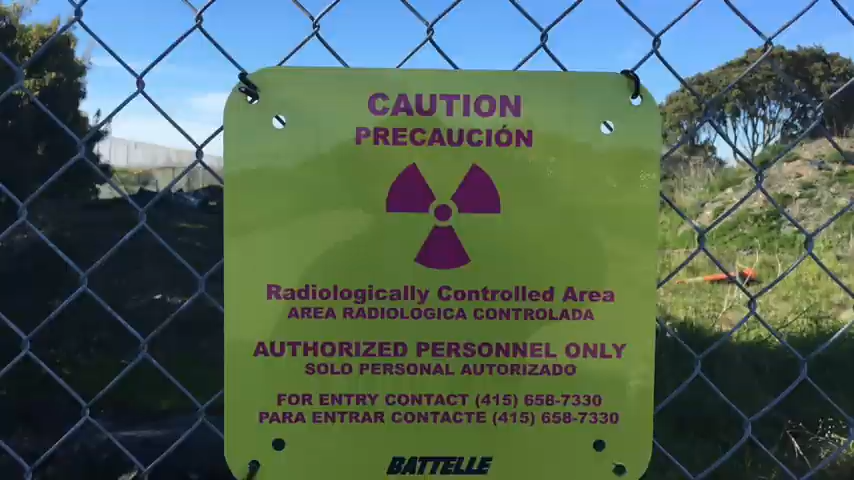 CAUTION
PRECAUCIÓN
Radiologically Controlled Area
AREA RADIOLOGICA CONTROLADA
AUTHORIZED PERSONNEL ONLY
SOLO PERSONAL AUTORIZADO
FOR ENTRY CONTACT (415) 658-7330
PARA ENTRAR CONTACTE (415) 658-7330
BATTELLE